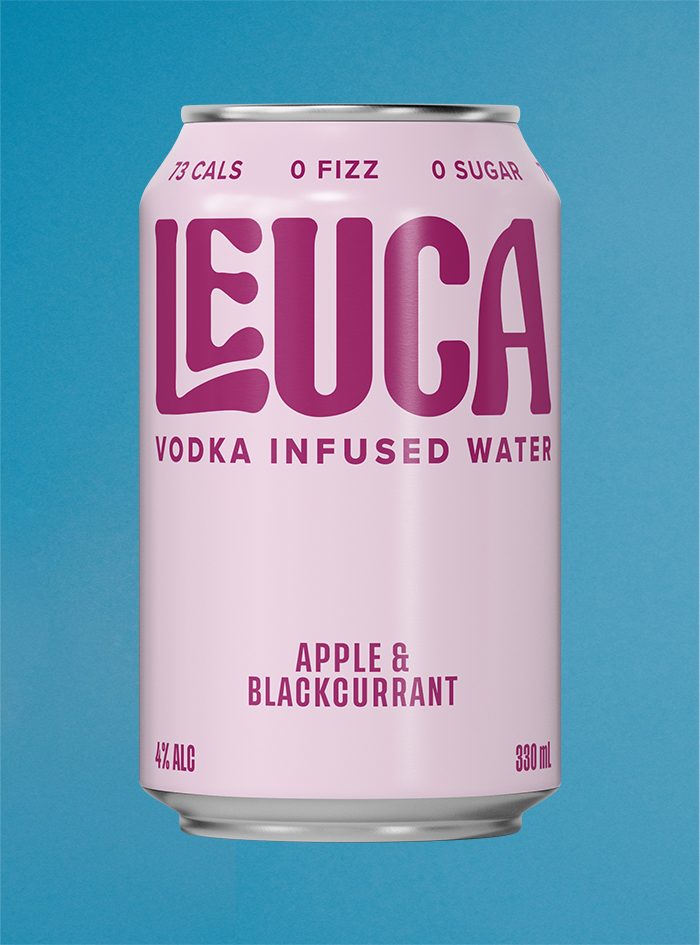 73 CALS 0 FIZZ 0 SUGAR
LEUCA
VODKA INFUSED WATER
APPLE &
BLACKCURRANT
4% ALC 330 mL